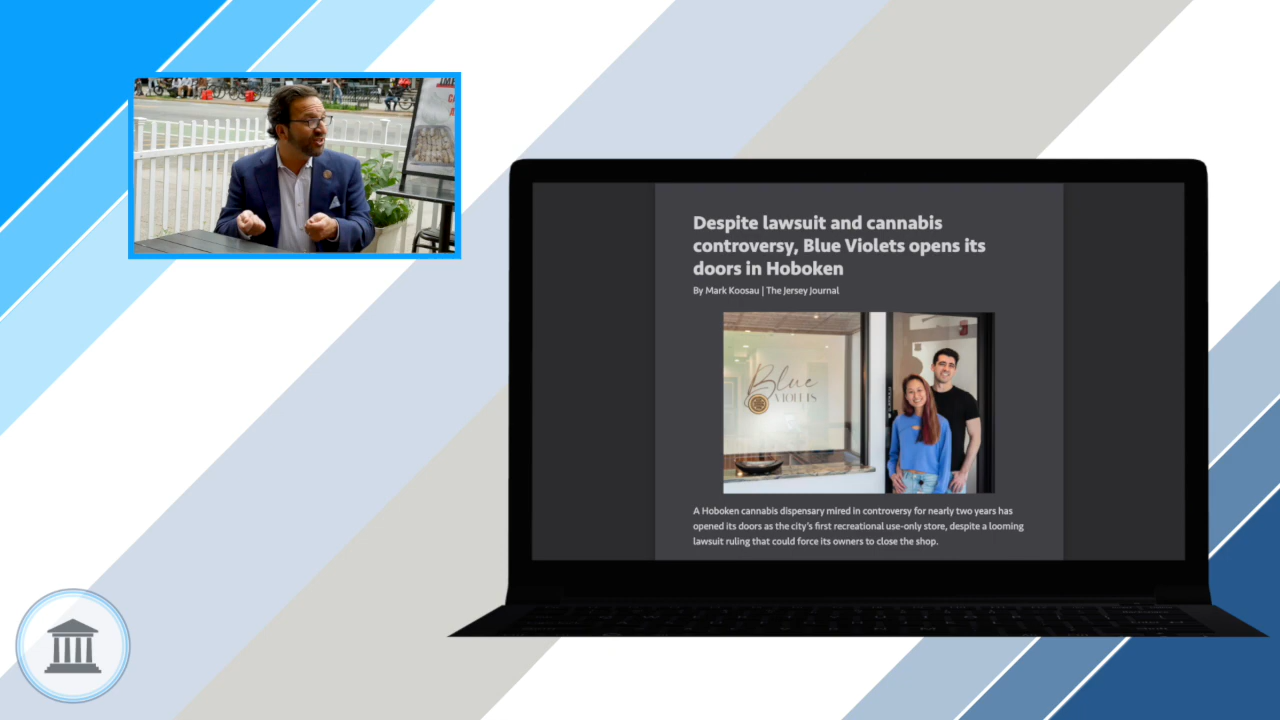 Despite lawsuit and cannabis
controversy, Blue Violets opens its
doors in Hoboken
By Mark Koosau | The Jersey Journal
Blue
VIOLETS
A Hoboken cannabis dispensary mired in controversy for nearly two years has
opened its doors as the city's first recreational use-only store, despite a looming
lawsuit ruling that could force its owners to close the shop.